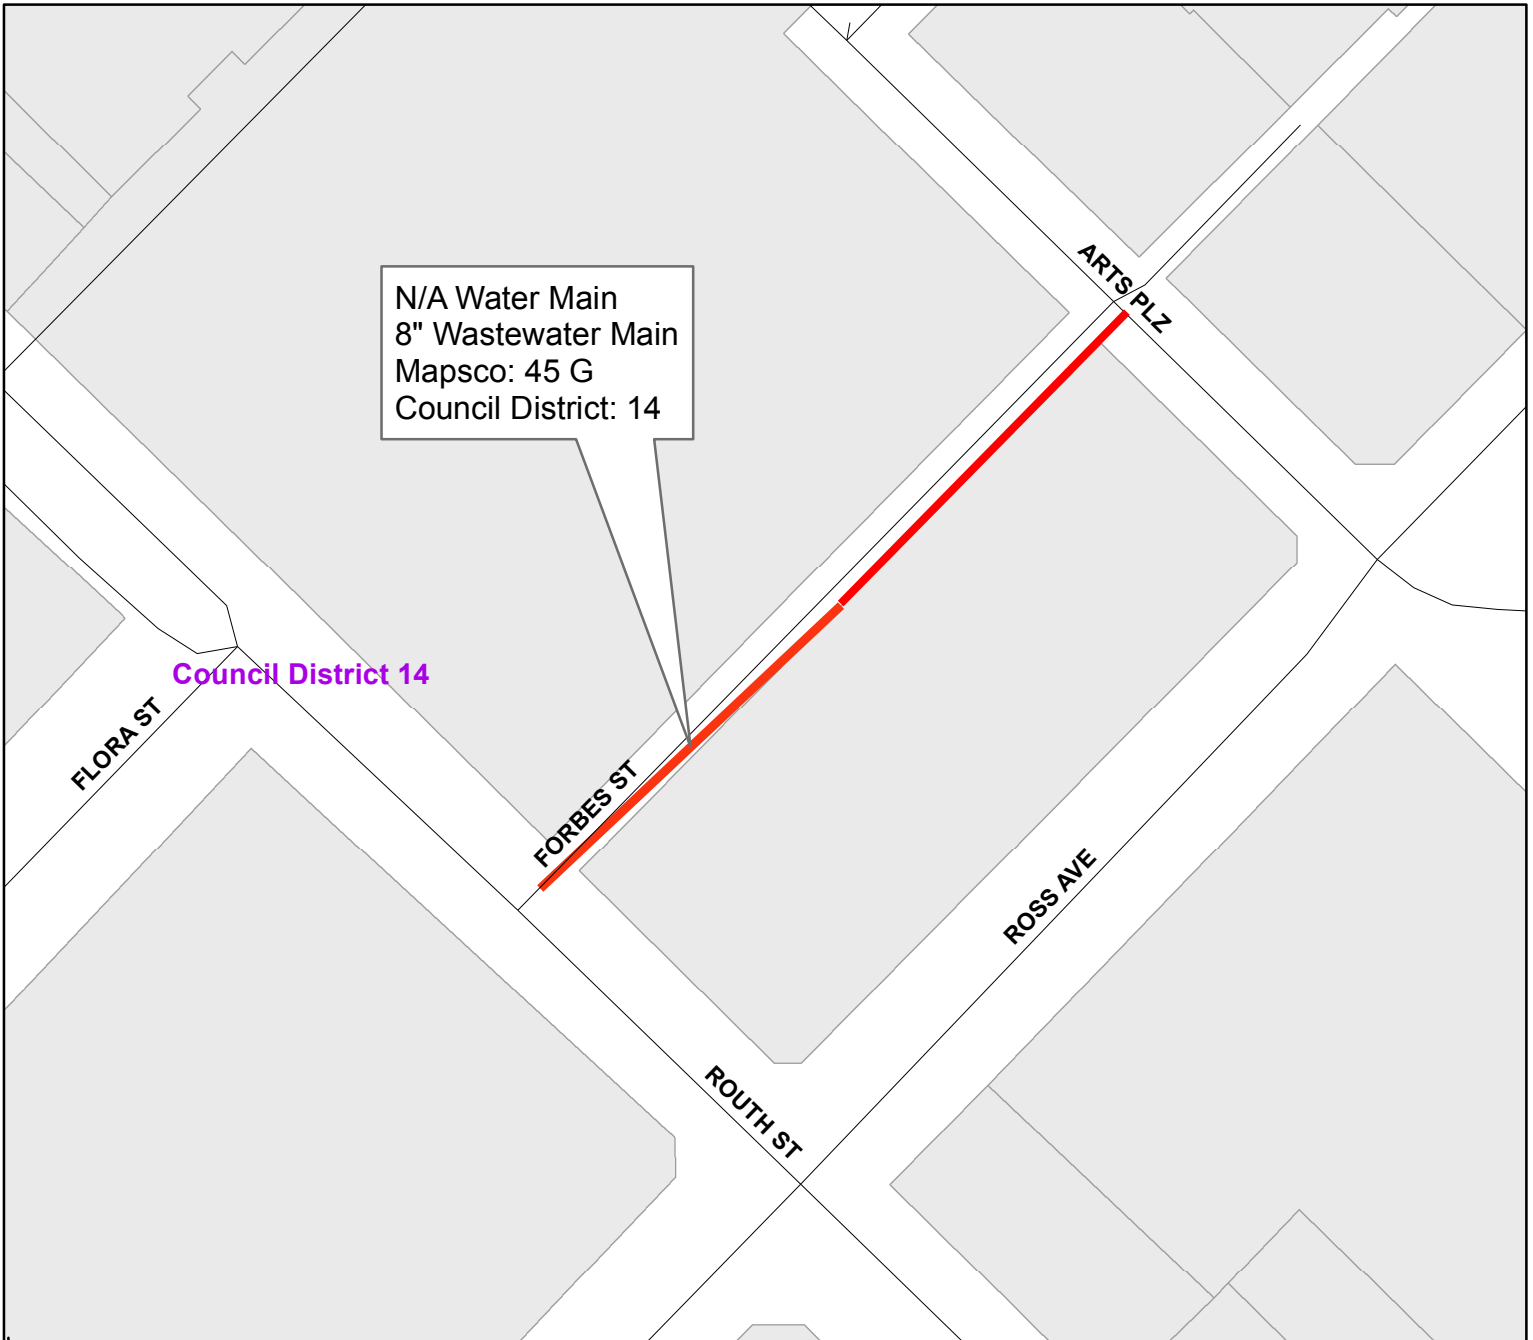 ARTS PLZ
N/A Water Main
8" Wastewater Main
Mapsco: 45 G
Council District: 14
Council District 14
FLORA ST
FORBES ST
ROSS AVE
ROUTH ST